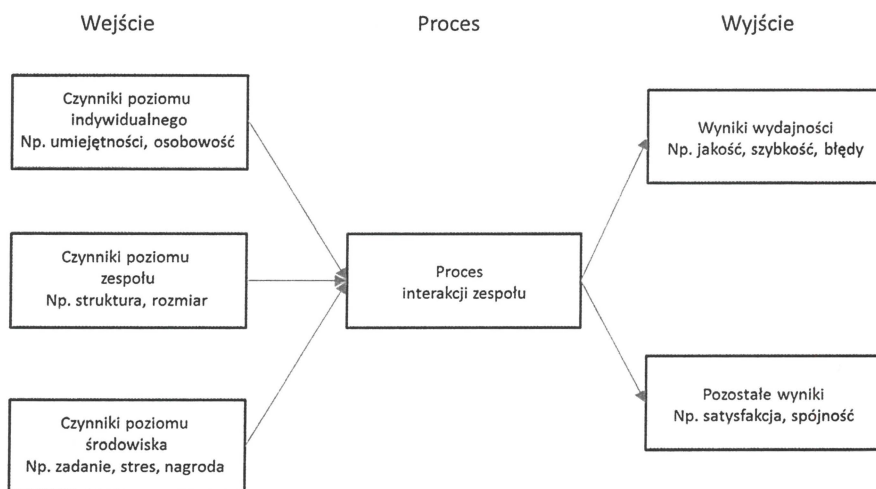 Wejście
Proces
Wyjście
Czynniki poziomu
indywidualnego
Np. umiejętności, osobowość
Czynniki poziomu
zespołu
Np. struktura, rozmiar
Czynniki poziomu
środowiska
Np. zadanie, stres, nagroda
Proces
interakcji zespołu
Wyniki wydajności
Np. jakość, szybkość, błędy
Pozostałe wyniki
Np. satysfakcja, spójność